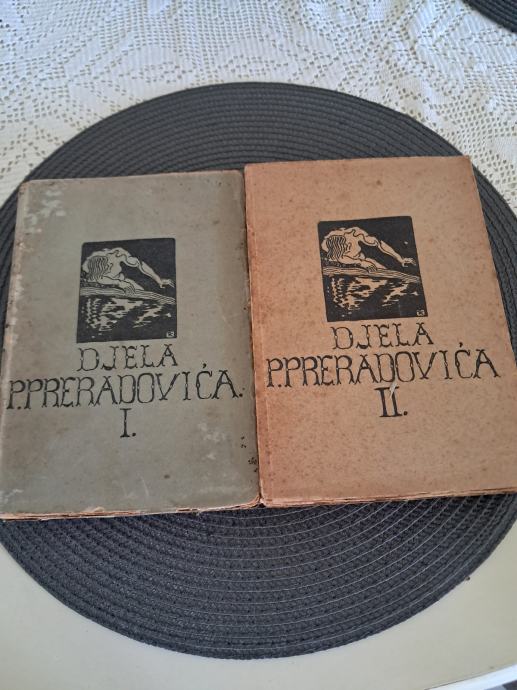 DJELA
P.PRERADOVIĆA.
I.
DJELA
P.PRERADOVIĆA
II.